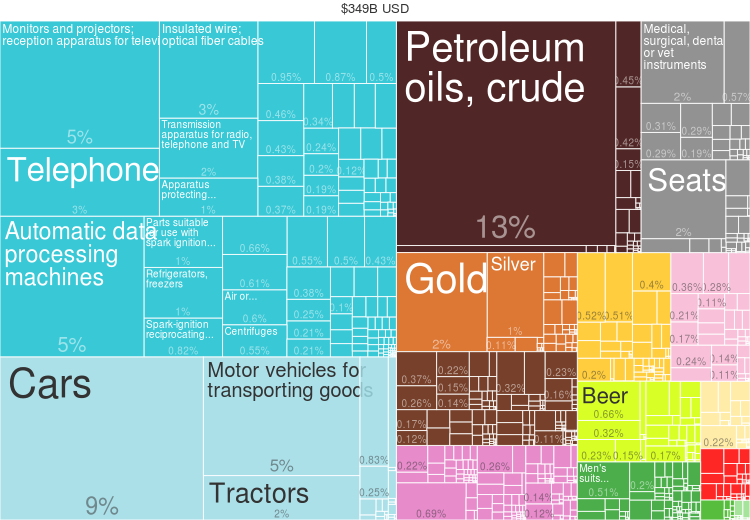 $349B USD
Monitors and projectors;
reception apparatus for televi
5%
Insulated wire;
optical fiber cables
3%
Transmission
apparatus for radio,
telephone and TV
2%
Apparatus
protecting...
1%
Telephone
3%
0.95%
0.87%
0.5%
0.46%
0.34%
0.43%
0.24%
0.2%
0.12%
0.38%
0.19%
0.37%
0.19%
Automatic data
processing
machines
5%
Parts suitable
for use with
spark ignition...
1%
Refrigerators,
freezers
1%
Spark-ignition
reciprocating...
0.82%
0.66%
0.61%
Air or...
0.6%
Centrifuges
0.55%
0.55%
0.5%
0.43%
0.38%
0.1%
0.25%
0.21%
0.21%
Cars
9%
Motor vehicles for
transporting goods
5%
Tractors
2%
0.83%
0.25%
Petroleum
oils, crude
13%
0.45%
0.42%
0.15%
Medical,
surgical, denta
or vet
instruments
2%
0.57%
0.31%
0.29%
0.29%
0.19%
Seats
2%
Gold
2%
Silver
1%
0.11%
0.52%
0.51%
0.4%
0.2%
0.36%
0.28%
0.11%
0.21%
0.17%
0.24%
0.14%
0.11%
0.37%
0.22%
0.15%
0.26%
0.14%
0.32%
0.23%
0.16%
0.17%
0.12%
0.11%
Beer
0.66%
0.32%
0.23%
0.15%
0.17%
0.22%
0.22%
0.26%
0.69%
0.14%
0.12%
Men's
suits...
0.51%
0.2%